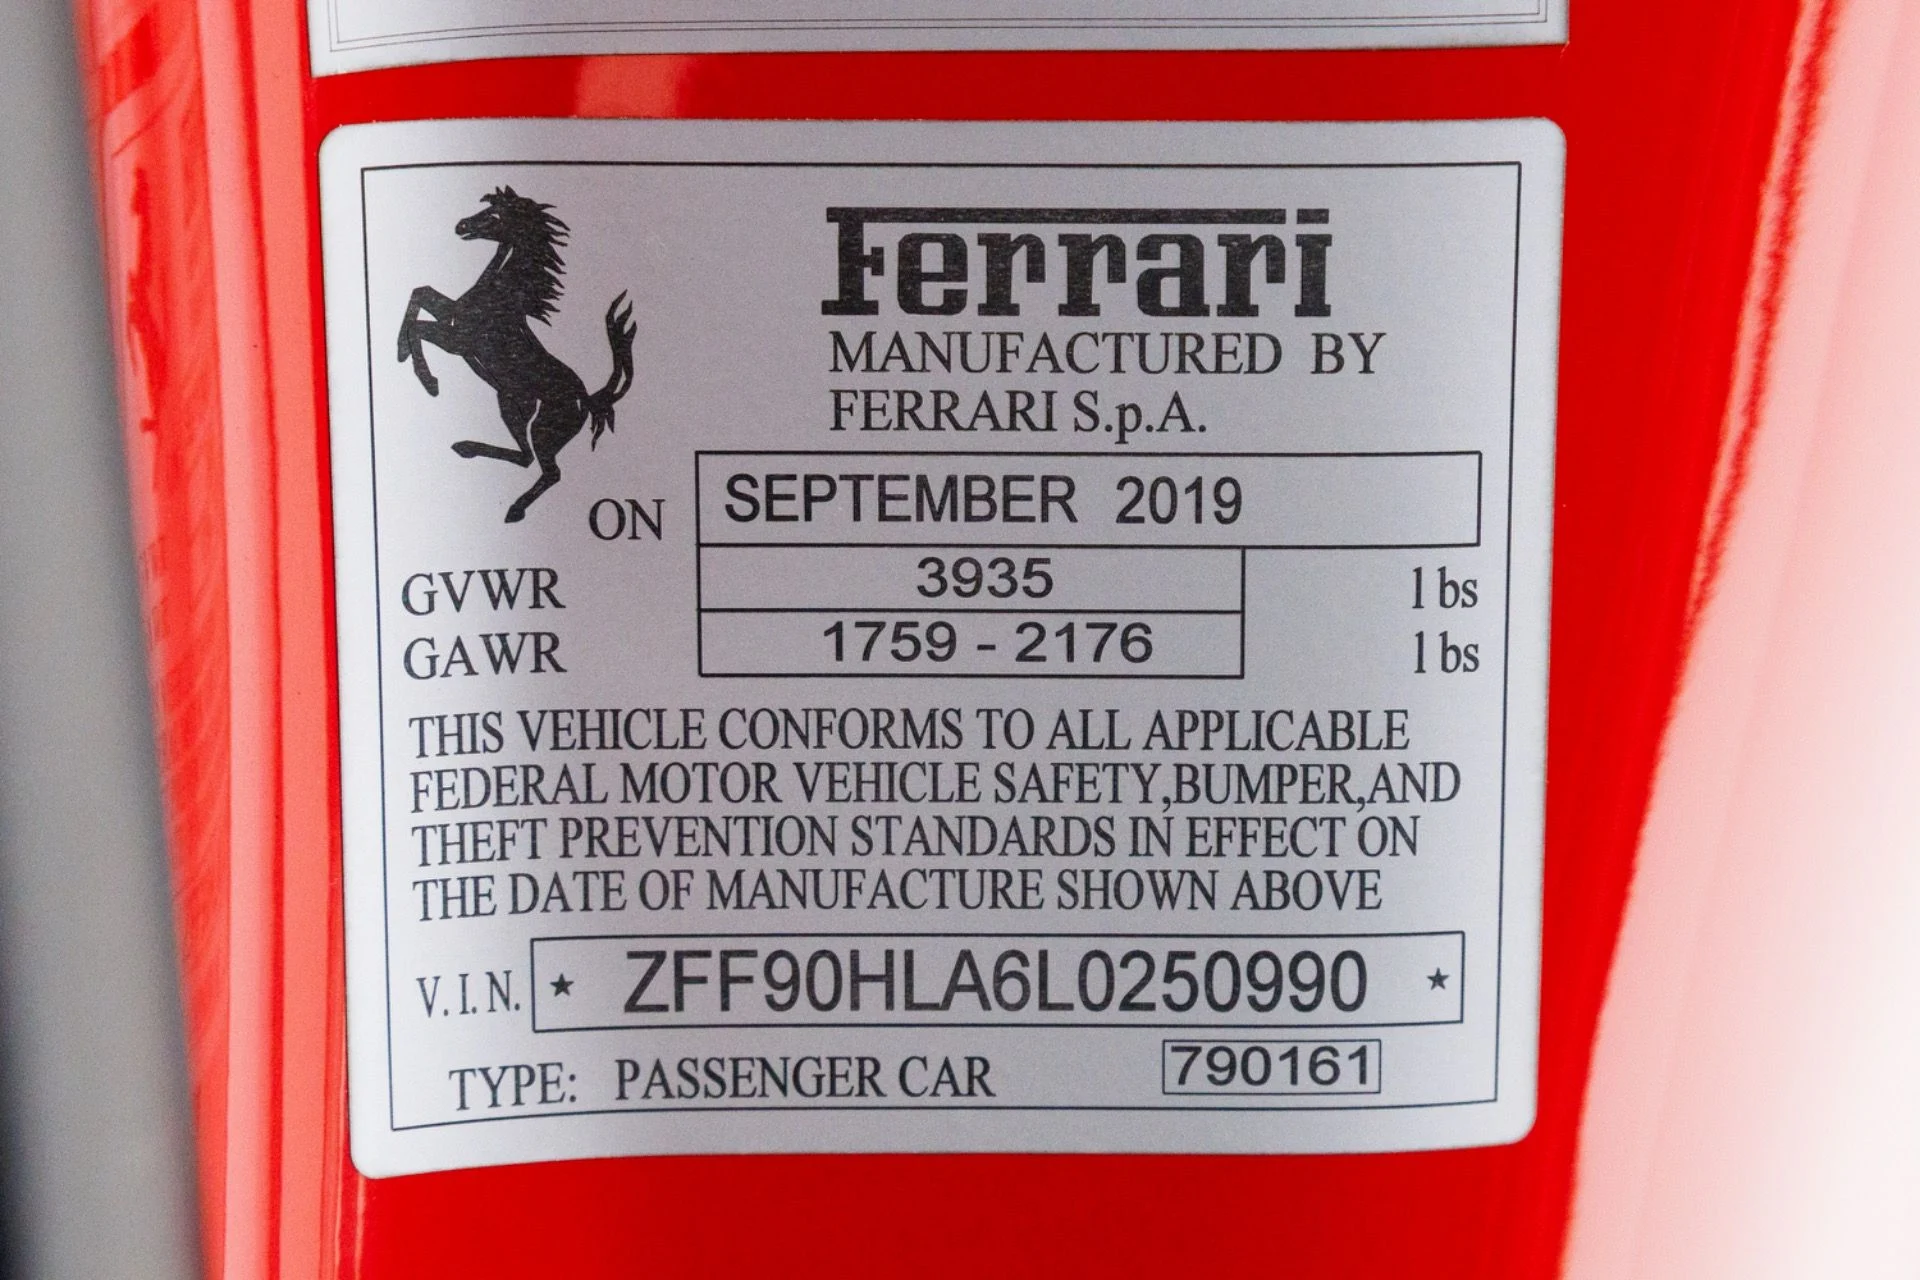 Ferrari
MANUFACTURED BY
FERRARI S.p.A.
ON SEPTEMBER 2019
GVWR 3935 lbs
GAWR 1759 - 2176 lbs
THIS VEHICLE CONFORMS TO ALL APPLICABLE
FEDERAL MOTOR VEHICLE SAFETY,BUMPER,AND
THEFT PREVENTION STANDARDS IN EFFECT ON
THE DATE OF MANUFACTURE SHOWN ABOVE
V.I.N. ★ ZFF90HLA6L0250990 ★
TYPE: PASSENGER CAR 790161